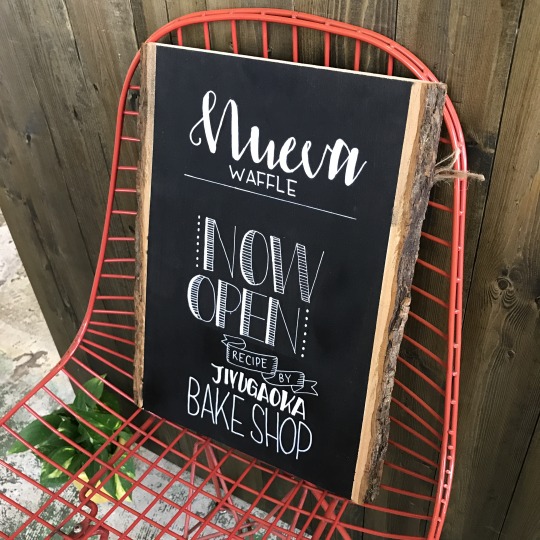 Nueva
WAFFLE
NOW
OPEN
RECIPE BY
JIYUGAOKA
BAKE SHOP